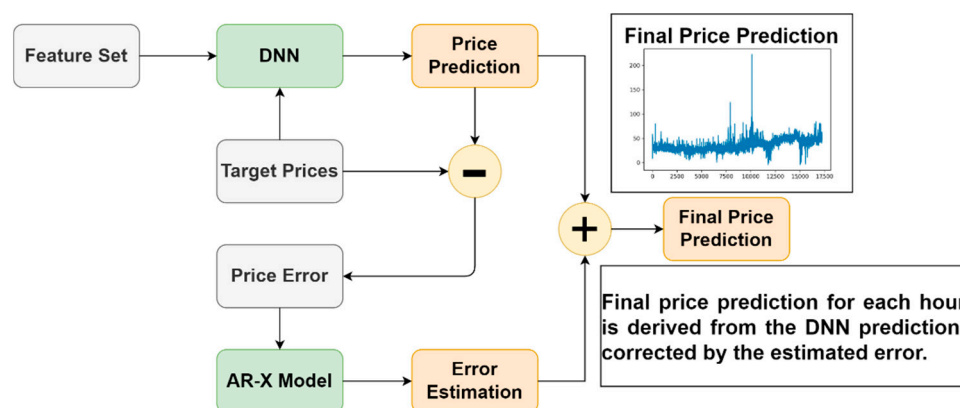 Feature Set
DNN
Price
Prediction
Target Prices
−
Price Error
AR-X Model
Error
Estimation
+
Final Price
Prediction
Final Price Prediction
200
150
100
50
0
0
2500
5000
7500
10000
12500
15000
17500
Final price prediction for each hour
is derived from the DNN prediction
corrected by the estimated error.